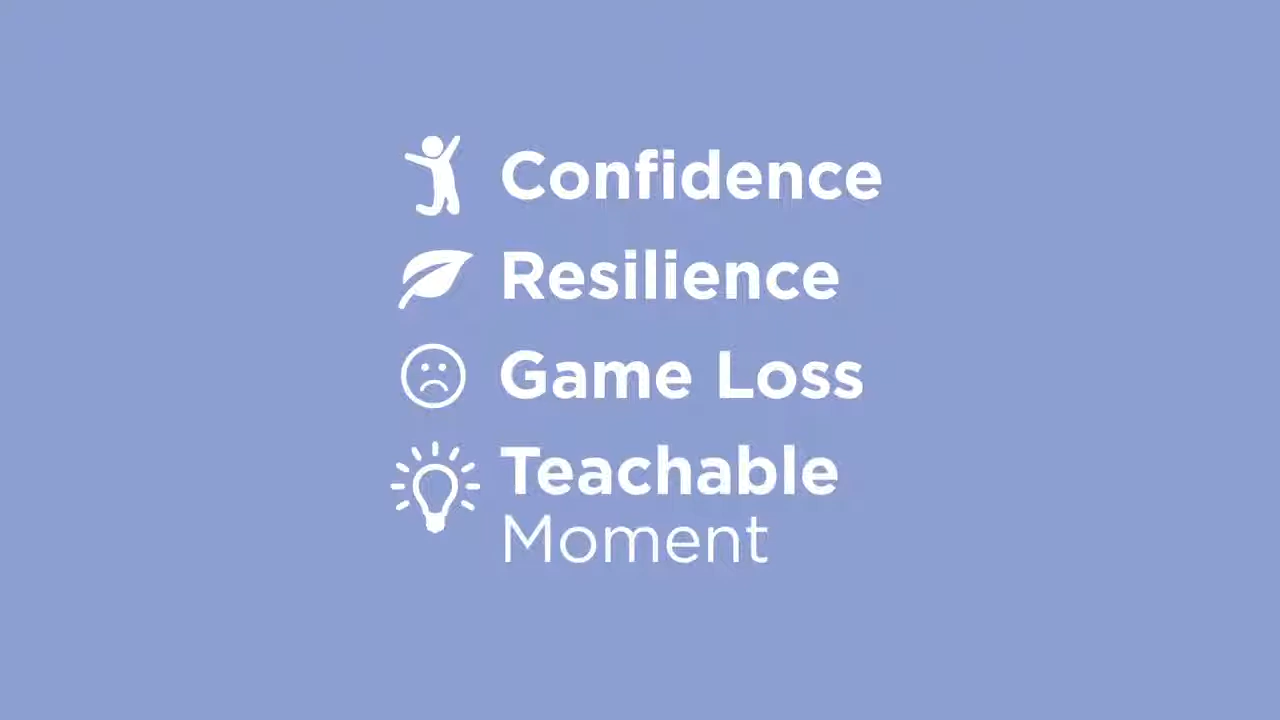 Confidence
Resilience
Game Loss
Teachable
Moment